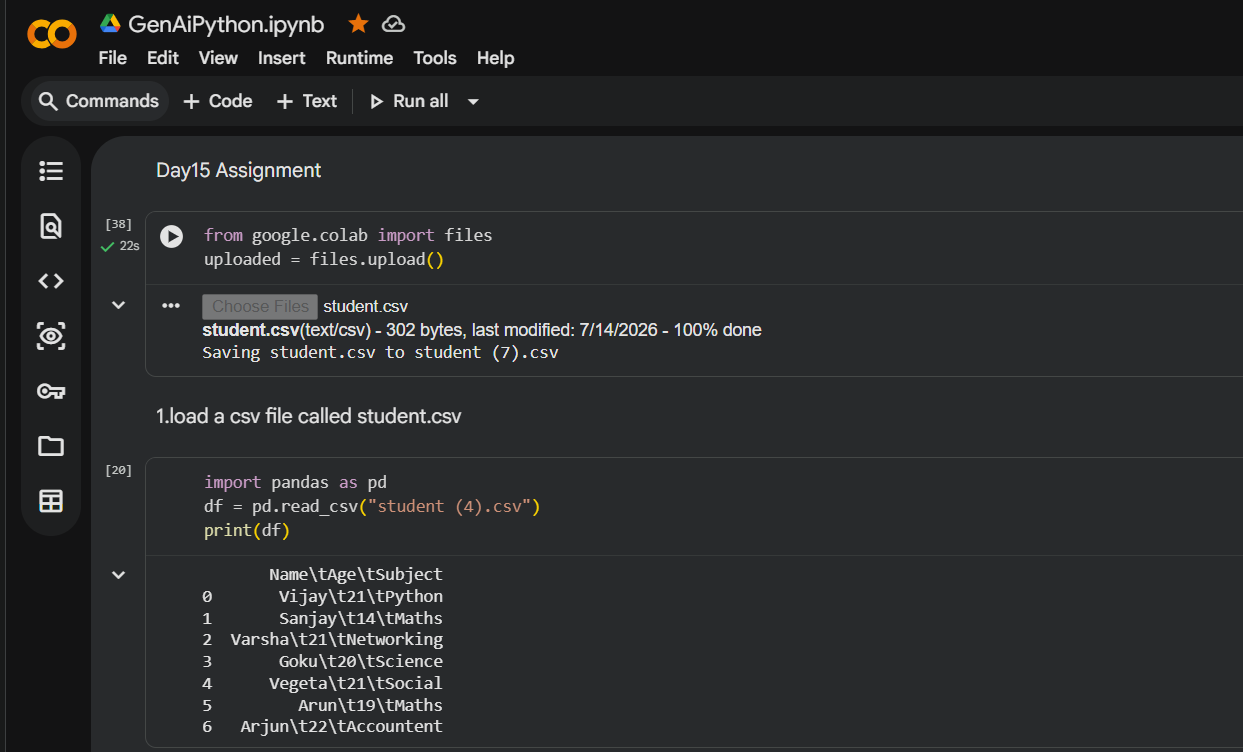 GenAiPython.ipynb
File Edit View Insert Runtime Tools Help
Commands + Code + Text Run all
Day15 Assignment
[38]
22s
from google.colab import files
uploaded = files.upload()
Choose Files student.csv
student.csv(text/csv) - 302 bytes, last modified: 7/14/2026 - 100% done
Saving student.csv to student (7).csv
1.load a csv file called student.csv
[20]
import pandas as pd
df = pd.read_csv("student (4).csv")
print(df)
Name\tAge\tSubject
0 Vijay\t21\tPython
1 Sanjay\t14\tMaths
2 Varsha\t21\tNetworking
3 Goku\t20\tScience
4 Vegeta\t21\tSocial
5 Arun\t19\tMaths
6 Arjun\t22\tAccountent